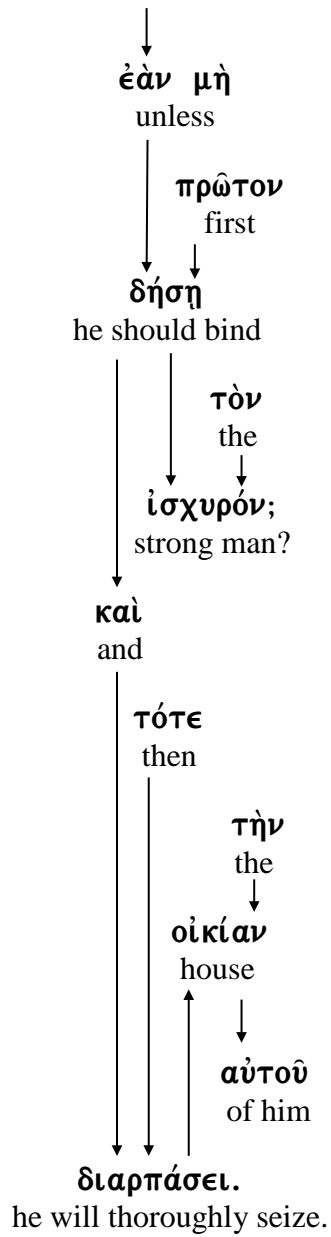 ἐὰν μὴ
unless
πρῶτον
first
δήσῃ
he should bind
τὸν
the
ἰσχυρόν;
strong man?
καὶ
and
τότε
then
τὴν
the
οἰκίαν
house
αὐτοῦ
of him
διαρπάσει.
he will thoroughly seize.